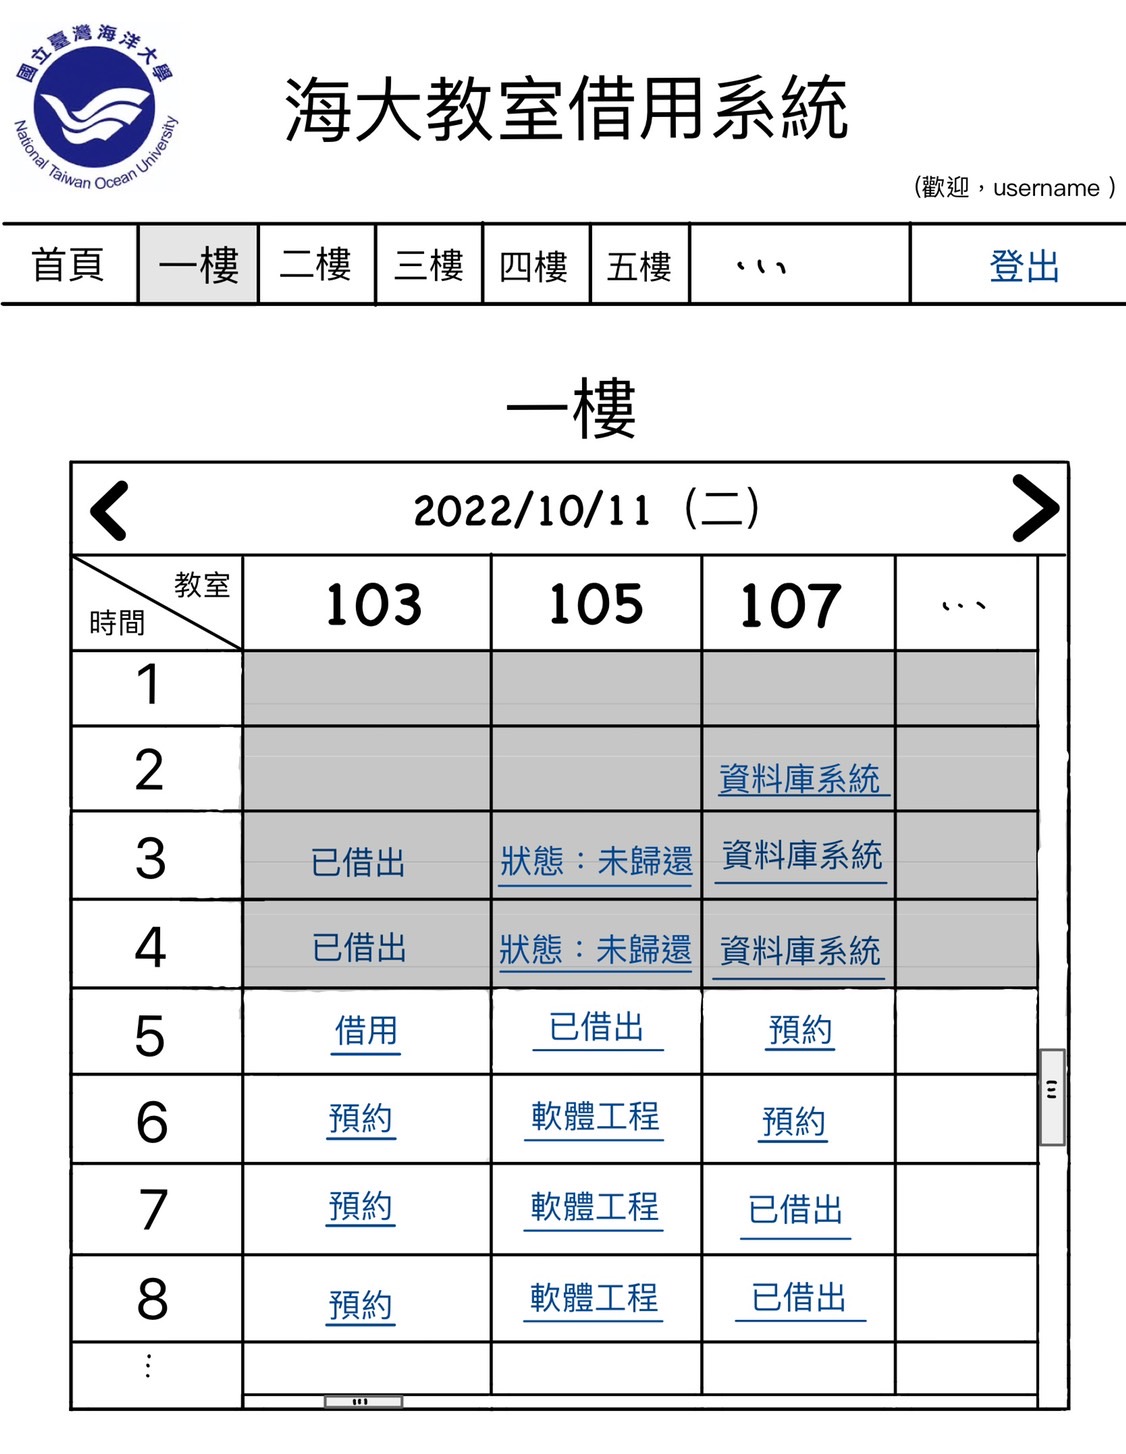 國立臺灣海洋大學
National Taiwan Ocean University
海大教室借用系統
(歡迎，username )
首頁 一樓 二樓 三樓 四樓 五樓 ... 登出
一樓
2022/10/11 (二)
教室
時間
103 105 107 ...
1
2 資料庫系統
3 已借出 狀態：未歸還 資料庫系統
4 已借出 狀態：未歸還 資料庫系統
5 借用 已借出 預約
6 預約 軟體工程 預約
7 預約 軟體工程 已借出
8 預約 軟體工程 已借出
⋮